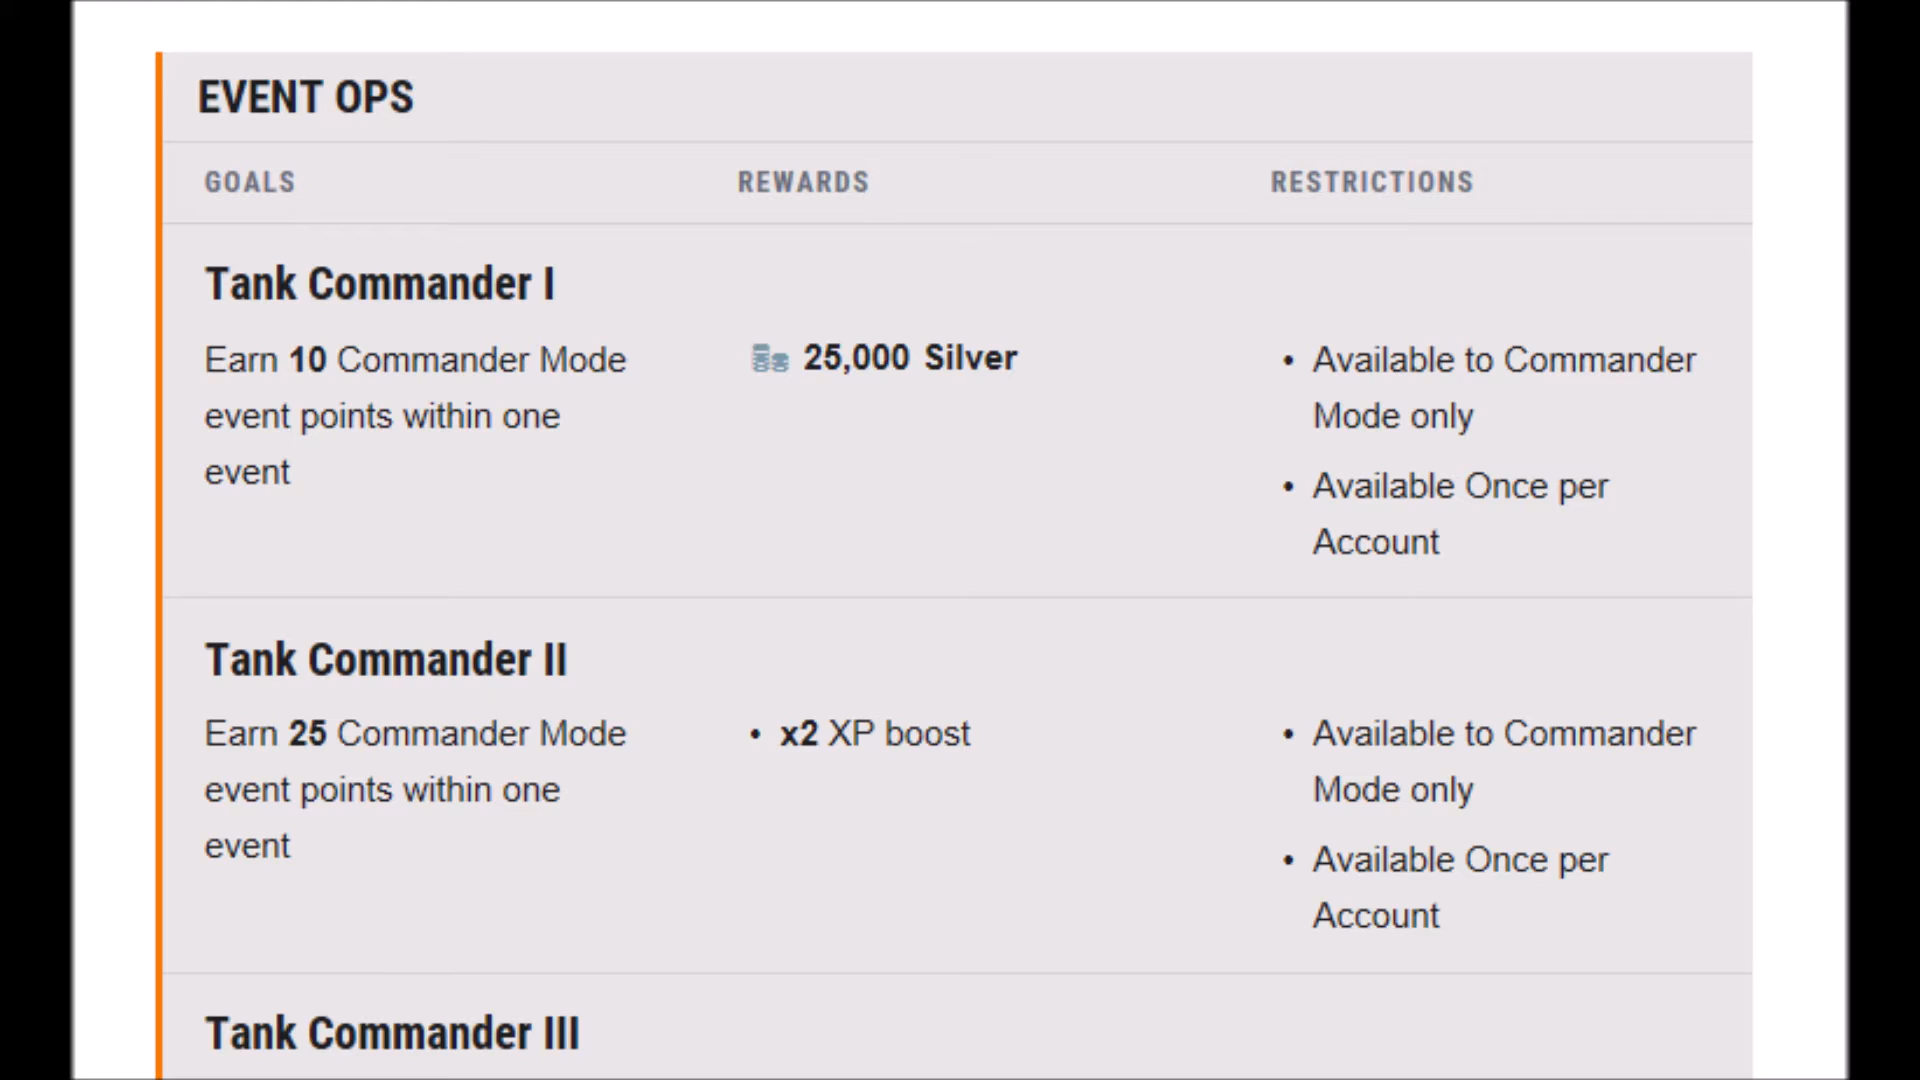 EVENT OPS
GOALS REWARDS RESTRICTIONS
Tank Commander I
Earn 10 Commander Mode
event points within one
event
25,000 Silver
• Available to Commander
Mode only
• Available Once per
Account
Tank Commander II
Earn 25 Commander Mode
event points within one
event
• x2 XP boost
• Available to Commander
Mode only
• Available Once per
Account
Tank Commander III